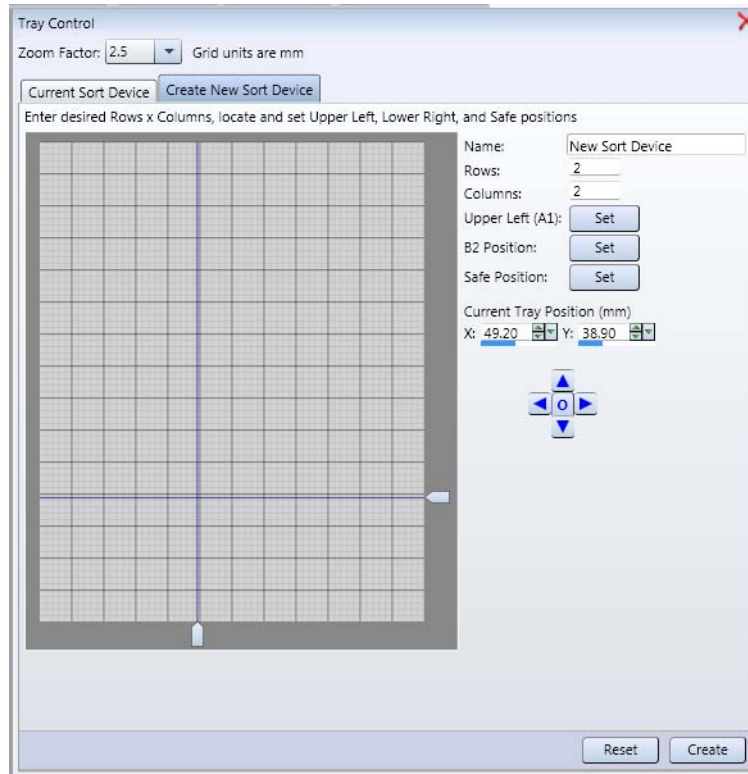 Tray Control
Zoom Factor: 2.5 Grid units are mm
Current Sort Device Create New Sort Device
Enter desired Rows x Columns, locate and set Upper Left, Lower Right, and Safe positions
Name: New Sort Device
Rows: 2
Columns: 2
Upper Left (A1): Set
B2 Position: Set
Safe Position: Set
Current Tray Position (mm)
X: 49.20 Y: 38.90
O
Reset Create